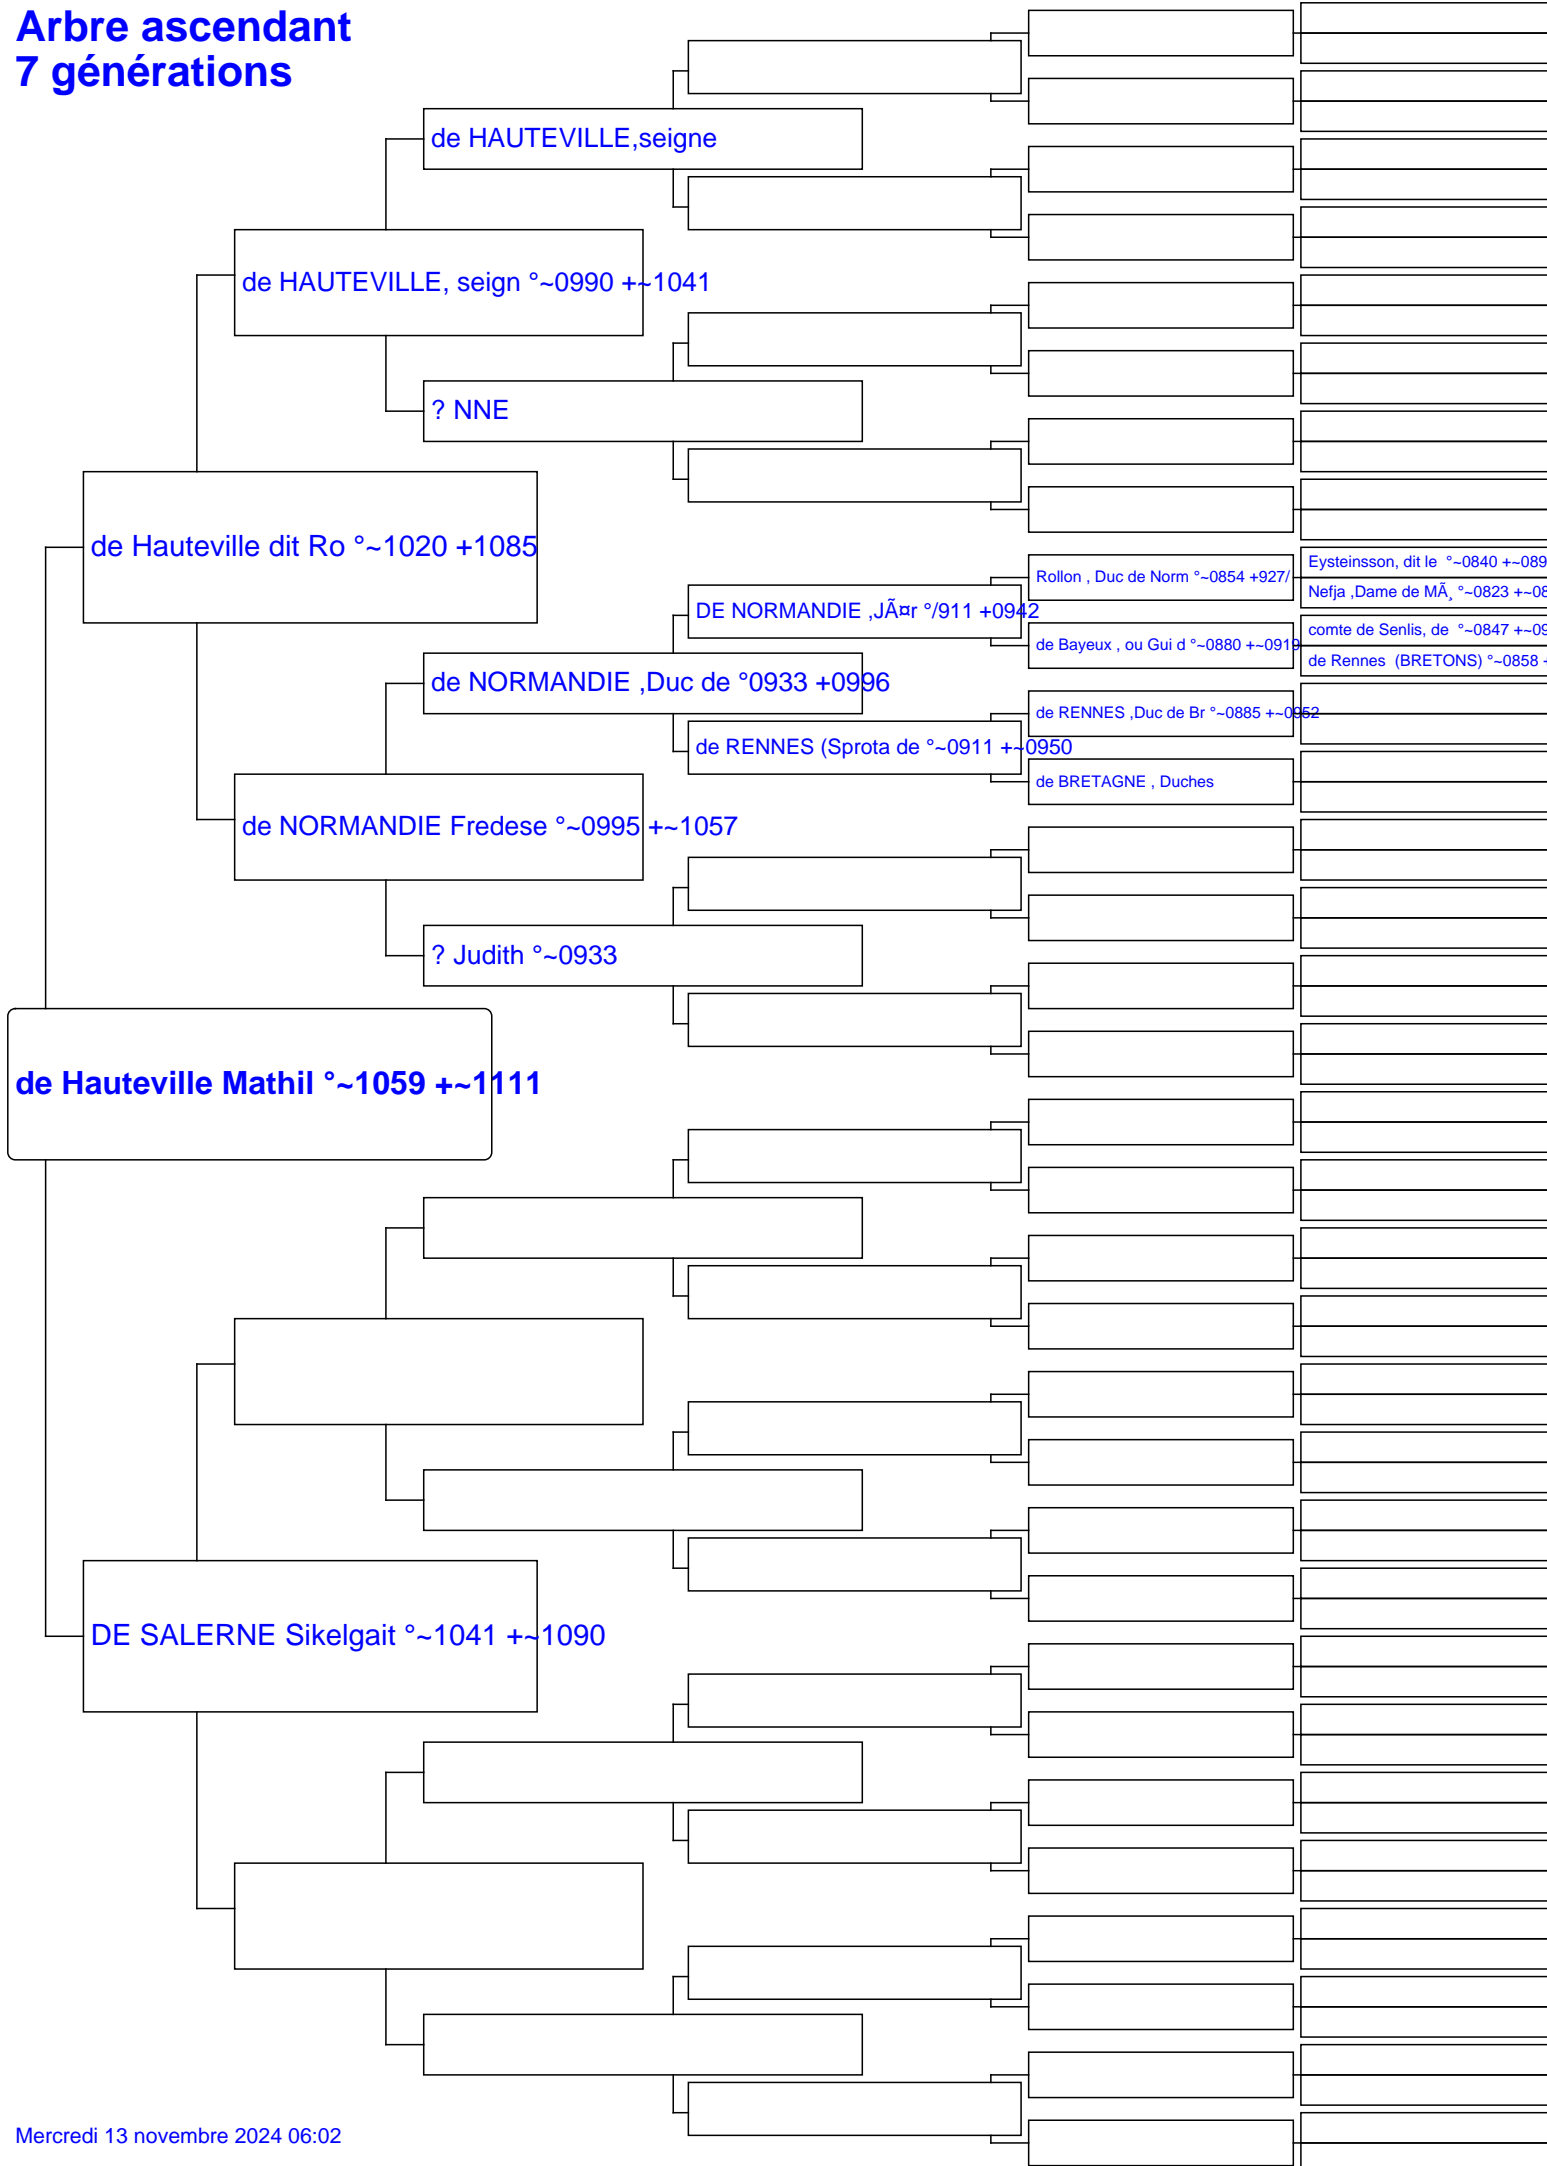 Arbre ascendant
7 générations
de HAUTEVILLE,seigne
de HAUTEVILLE, seign °~0990 +~1041
? NNE
de Hauteville dit Ro °~1020 +1085
Rollon , Duc de Norm °~0854 +927/
Eysteinsson, dit le  °~0840 +~089
Nefja ,Dame de MÃ¸ °~0823 +~08
DE NORMANDIE ,JÃ¤r °/911 +0942
de Bayeux , ou Gui d °~0880 +~0919
comte de Senlis, de  °~0847 +~09
de Rennes  (BRETONS) °~0858 +
de NORMANDIE ,Duc de °0933 +0996
de RENNES ,Duc de Br °~0885 +~0952
de RENNES (Sprota de °~0911 +~0950
de BRETAGNE , Duches
de NORMANDIE Fredese °~0995 +~1057
? Judith °~0933
de Hauteville Mathil °~1059 +~1111
DE SALERNE Sikelgait °~1041 +~1090
Mercredi 13 novembre 2024 06:02